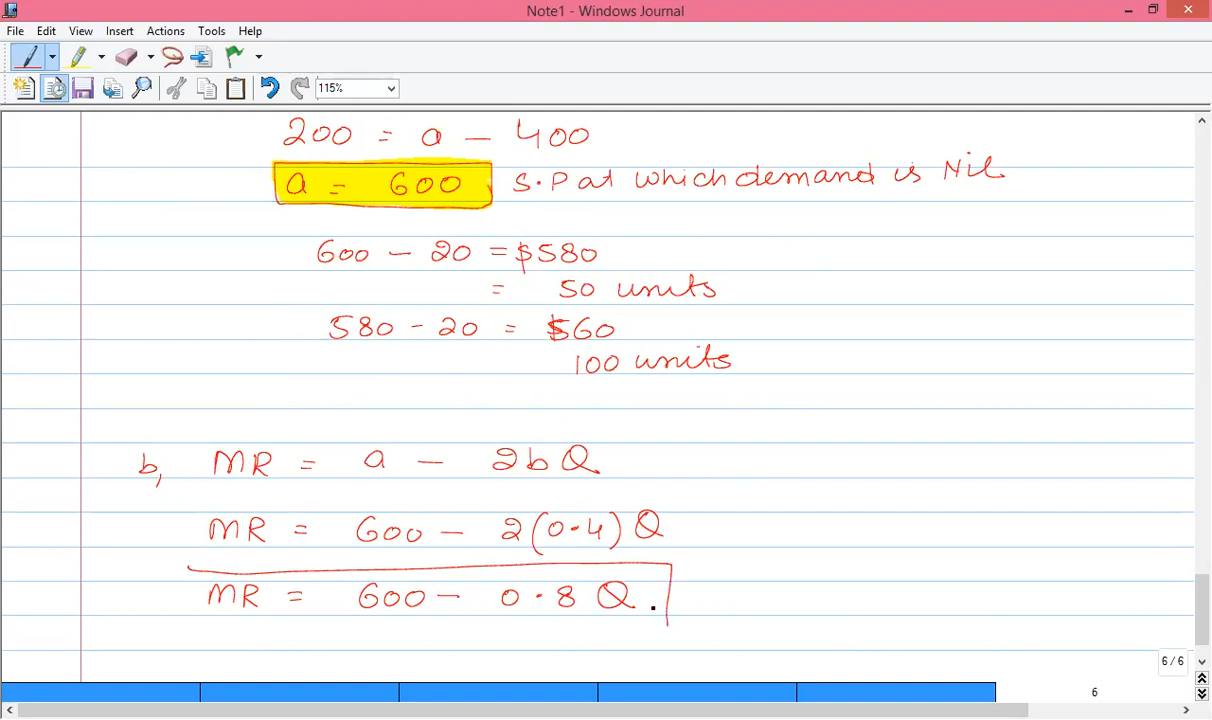 Note1 - Windows Journal
File Edit View Insert Actions Tools Help
115%
200 = a - 400
a = 600 S.P at which demand is Nil
600 - 20 = $580
= 50 units
580 - 20 = $60
100 units
b, MR = a - 2bQ
MR = 600 - 2(0.4)Q
MR = 600 - 0.8Q.
6 / 6
6